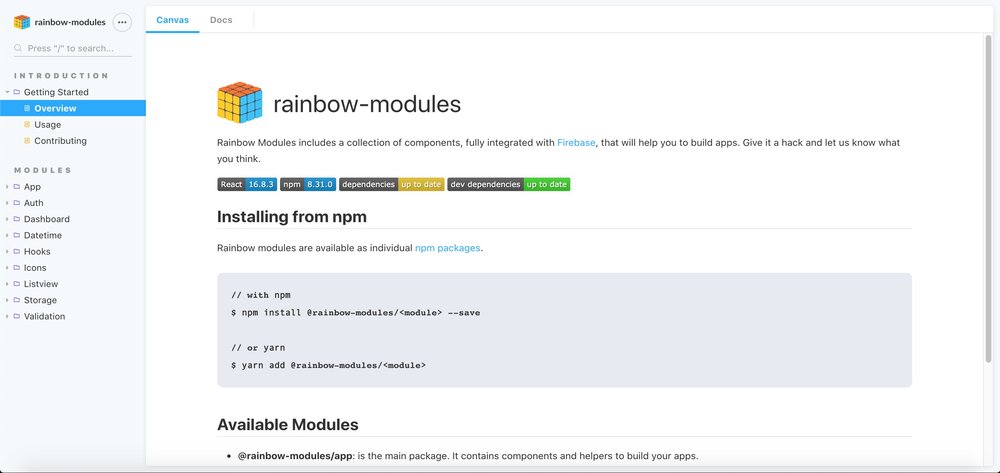 rainbow-modules
Press "/" to search...
INTRODUCTION
Getting Started
Overview
Usage
Contributing
MODULES
App
Auth
Dashboard
Datetime
Hooks
Icons
Listview
Storage
Validation
Canvas Docs
rainbow-modules
Rainbow Modules includes a collection of components, fully integrated with Firebase, that will help you to build apps. Give it a hack and let us know what
you think.
React 16.8.3 npm 8.31.0 dependencies up to date dev dependencies up to date
Installing from npm
Rainbow modules are available as individual npm packages.
// with npm
$ npm install @rainbow-modules/<module> --save
// or yarn
$ yarn add @rainbow-modules/<module>
Available Modules
• @rainbow-modules/app: is the main package. It contains components and helpers to build your apps.